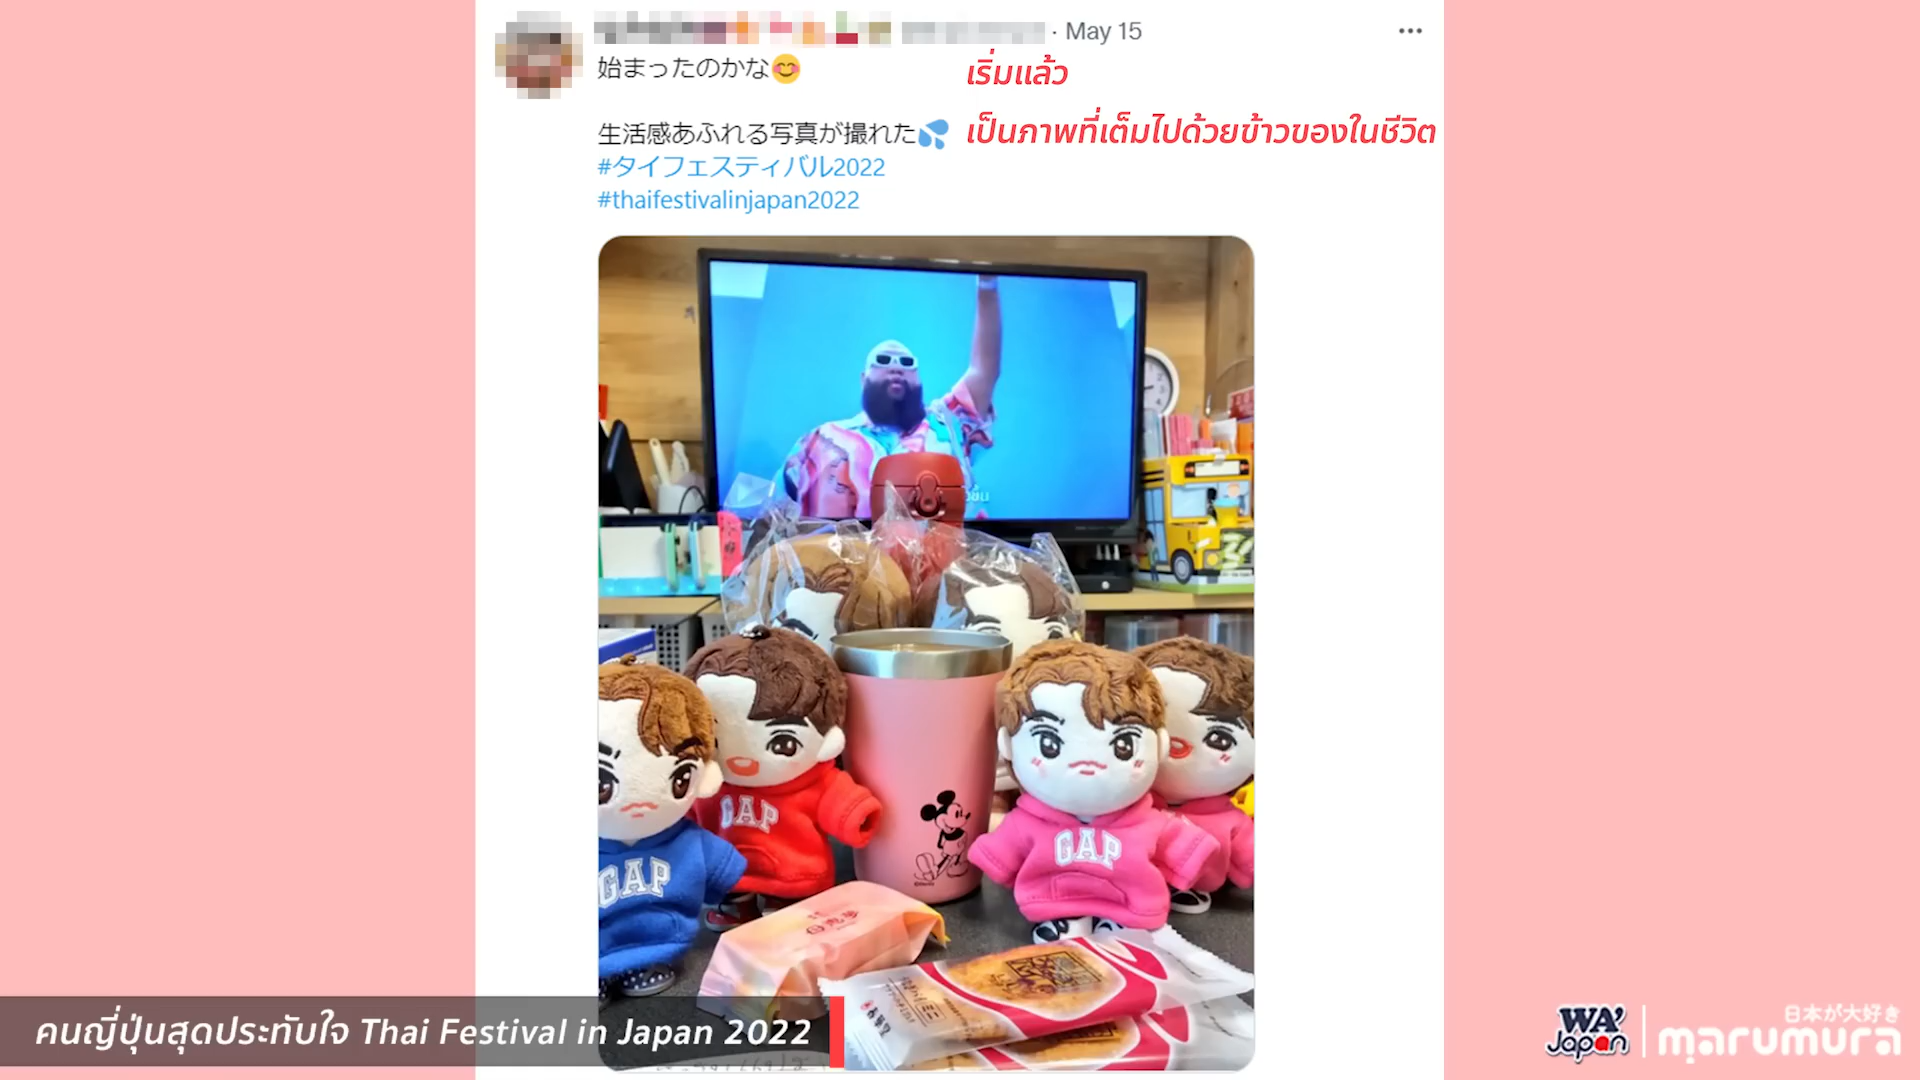 · May 15
始まったのかな😊
เริ่มแล้ว
生活感あふれる写真が撮れた💦
เป็นภาพที่เต็มไปด้วยข้าวของในชีวิต
#タイフェスティバル2022
#thaifestivalinjapan2022
GAP
GAP
GAP
คนญี่ปุ่นสุดประทับใจ Thai Festival in Japan 2022
WA'
Japan
日本が大好き
marumura